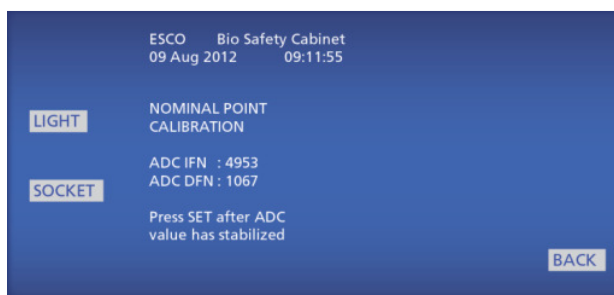 ESCO Bio Safety Cabinet
09 Aug 2012 09:11:55
LIGHT
NOMINAL POINT
CALIBRATION
ADC IFN : 4953
ADC DFN : 1067
SOCKET
Press SET after ADC
value has stabilized
BACK